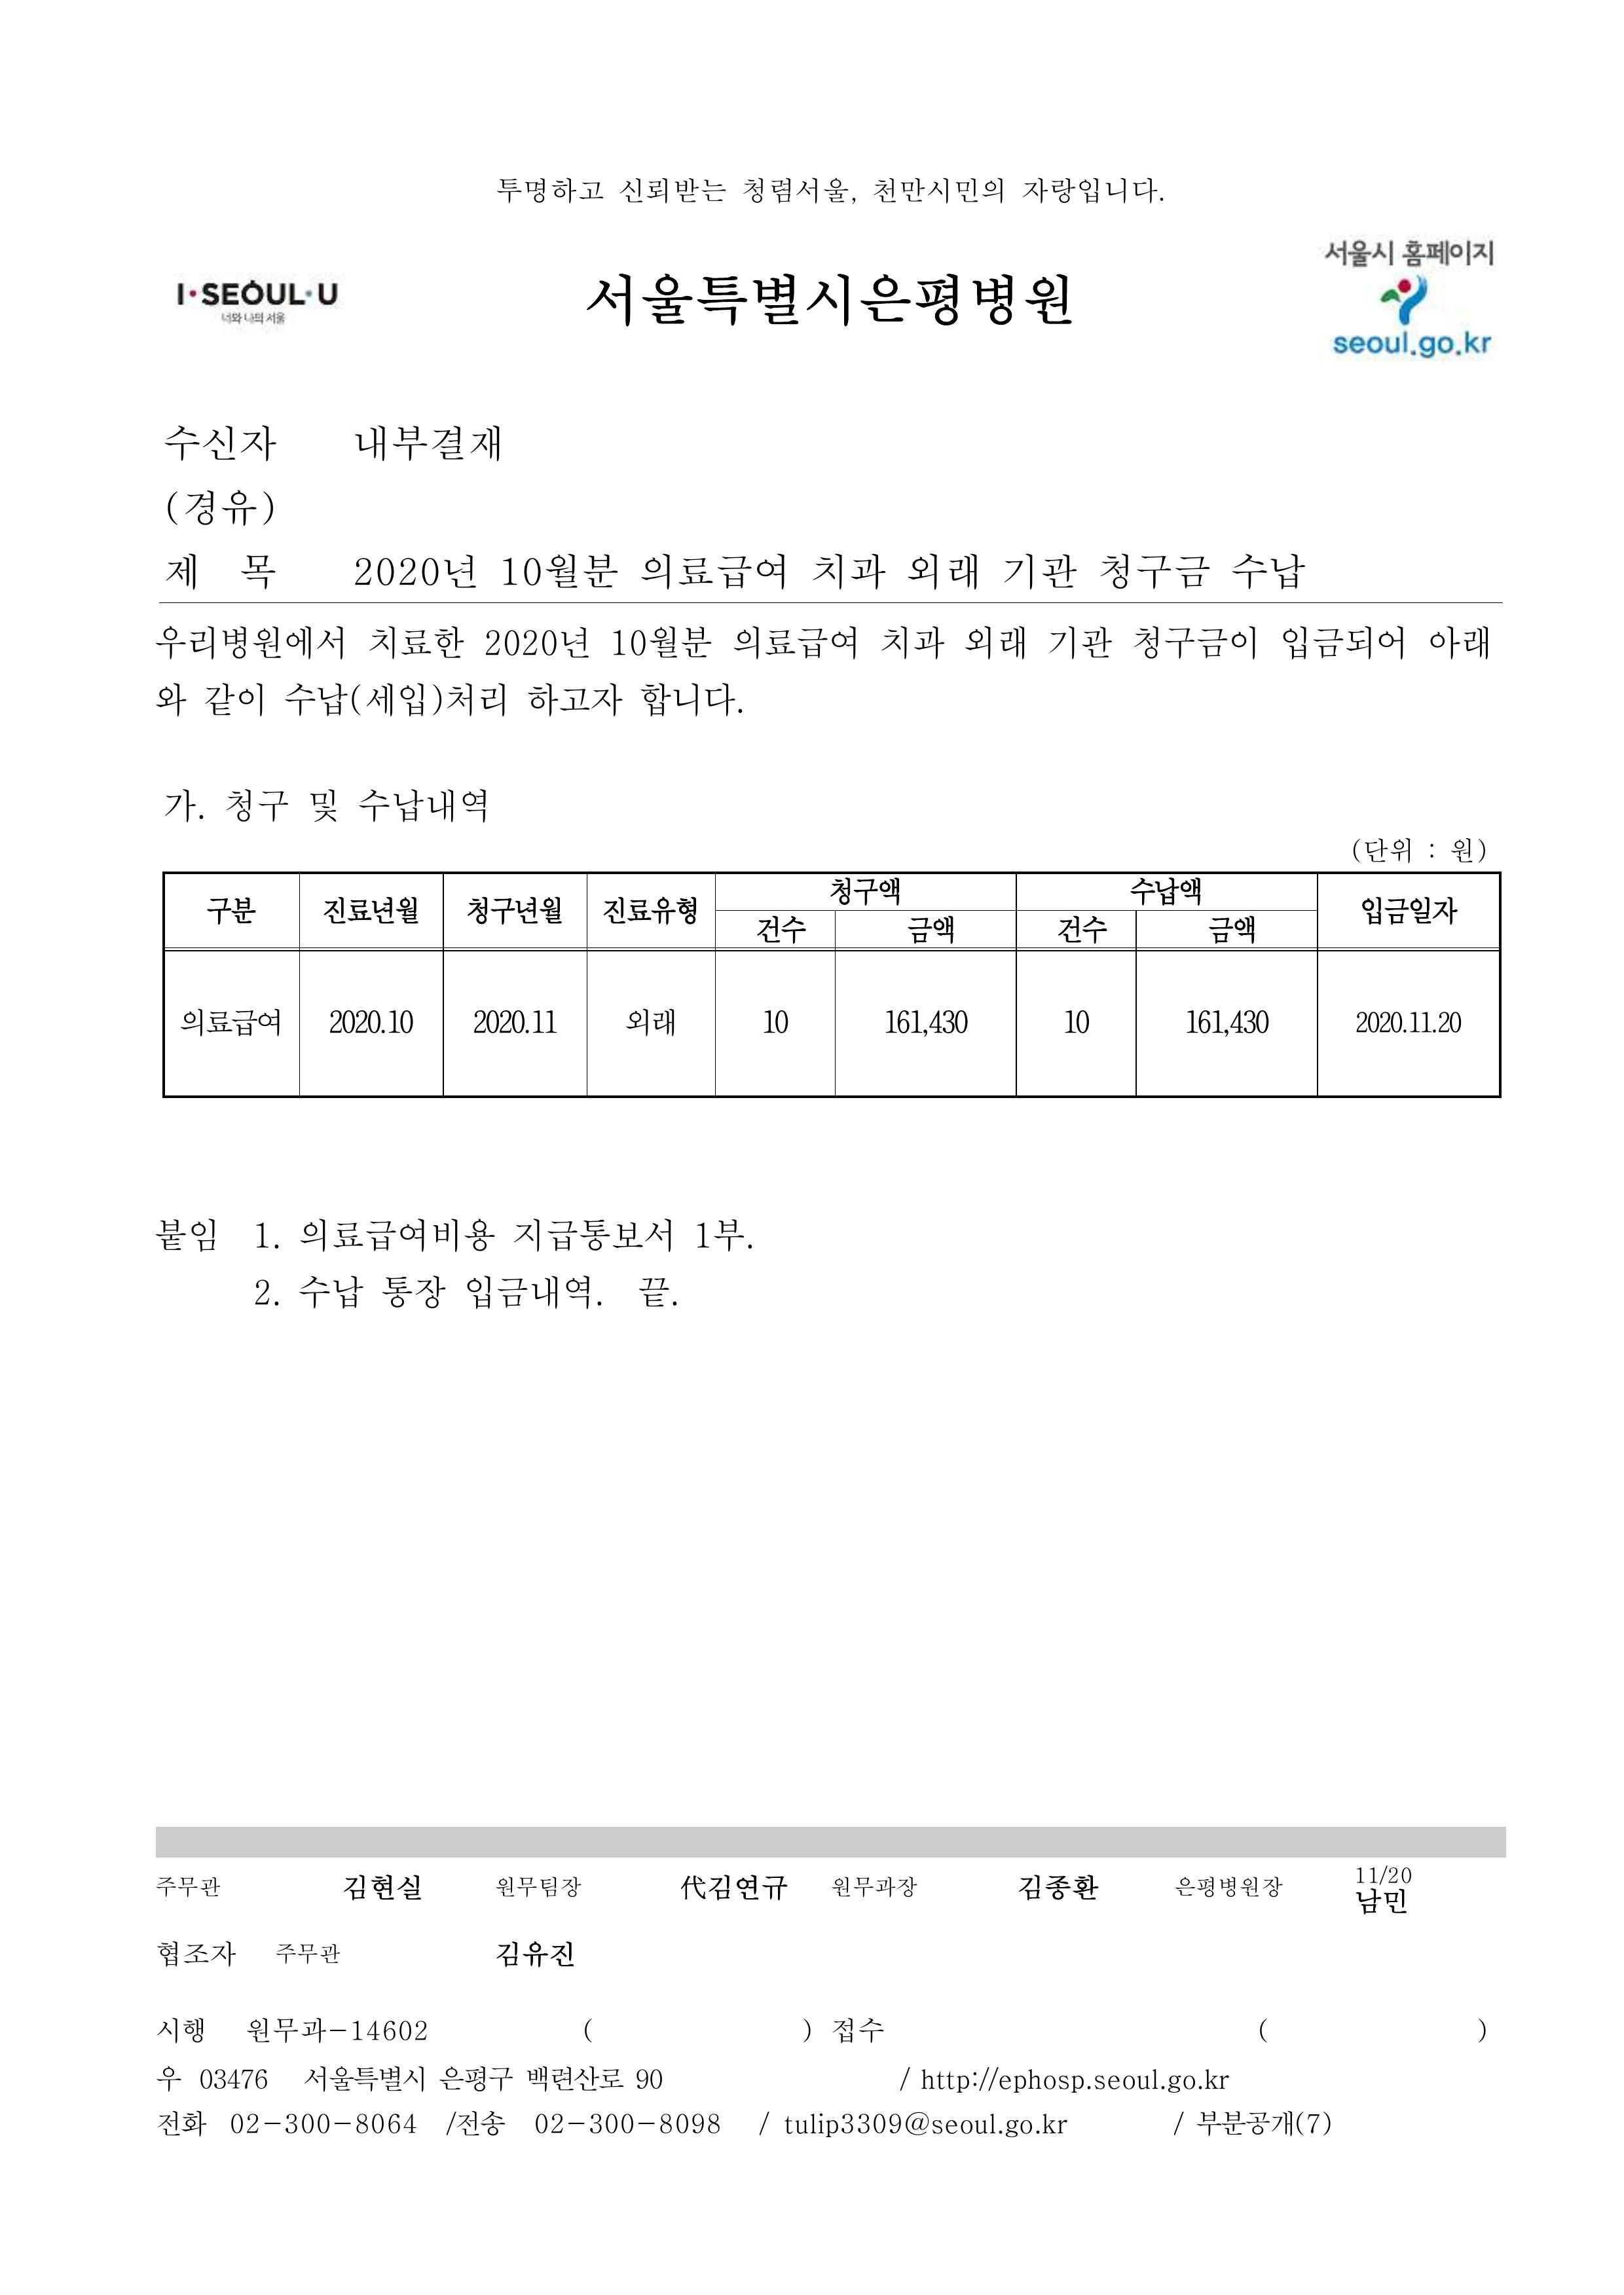 투명하고 신뢰받는 청렴서울, 천만시민의 자랑입니다.
I·SEOUL·U
너와 나의 서울
서울특별시은평병원
서울시 홈페이지
seoul.go.kr
수신자 내부결재
(경유)
제 목 2020년 10월분 의료급여 치과 외래 기관 청구금 수납
우리병원에서 치료한 2020년 10월분 의료급여 치과 외래 기관 청구금이 입금되어 아래
와 같이 수납(세입)처리 하고자 합니다.
가. 청구 및 수납내역
(단위 : 원)
구분 진료년월 청구년월 진료유형 청구액 수납액 입금일자
건수 금액 건수 금액
의료급여 2020.10 2020.11 외래 10 161,430 10 161,430 2020.11.20
붙임 1. 의료급여비용 지급통보서 1부.
2. 수납 통장 입금내역. 끝.
주무관 김현실 원무팀장 代김연규 원무과장 김종환 은평병원장 11/20
남민
협조자 주무관 김유진
시행 원무과-14602 ( ) 접수 ( )
우 03476 서울특별시 은평구 백련산로 90 / http://ephosp.seoul.go.kr
전화 02-300-8064 /전송 02-300-8098 / tulip3309@seoul.go.kr / 부분공개(7)